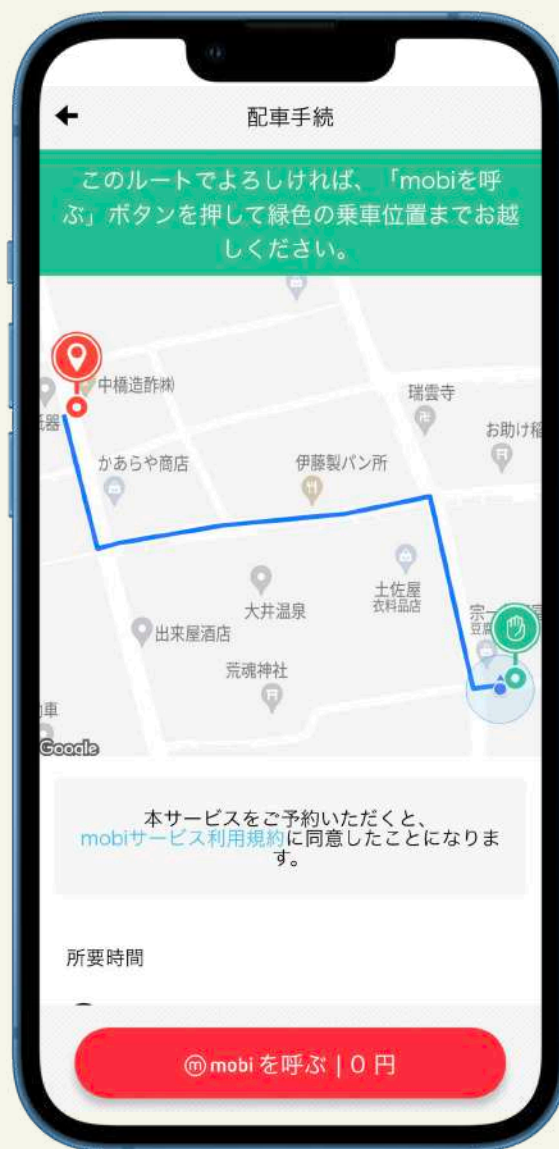 配車手続
このルートでよろしければ、「mobiを呼
ぶ」ボタンを押して緑色の乗車位置までお越
しください。
中橋造酢㈱
瑞雲寺
お助け稲
かあらや商店
伊藤製パン所
土佐屋
衣料品店
大井温泉
出来屋酒店
荒魂神社
Google
本サービスをご予約いただくと、
mobiサービス利用規約に同意したことになりま
す。
所要時間
m mobi を呼ぶ | 0 円